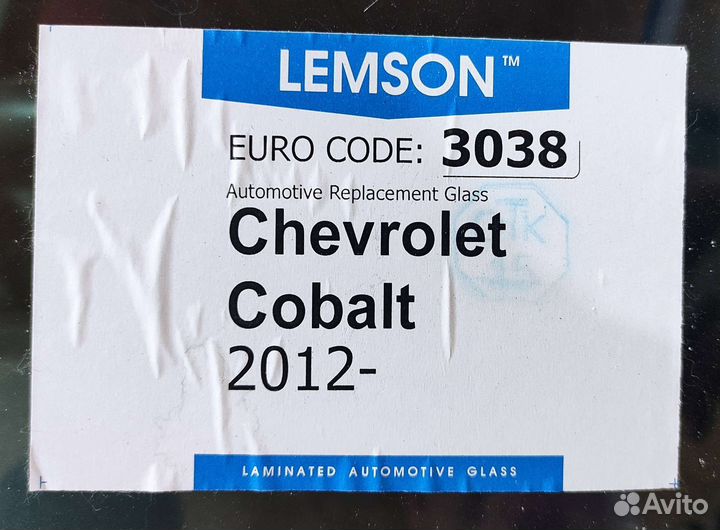 LEMSON™
EURO CODE: 3038
Automotive Replacement Glass
Chevrolet
Cobalt
2012-
LAMINATED AUTOMOTIVE GLASS
Avito